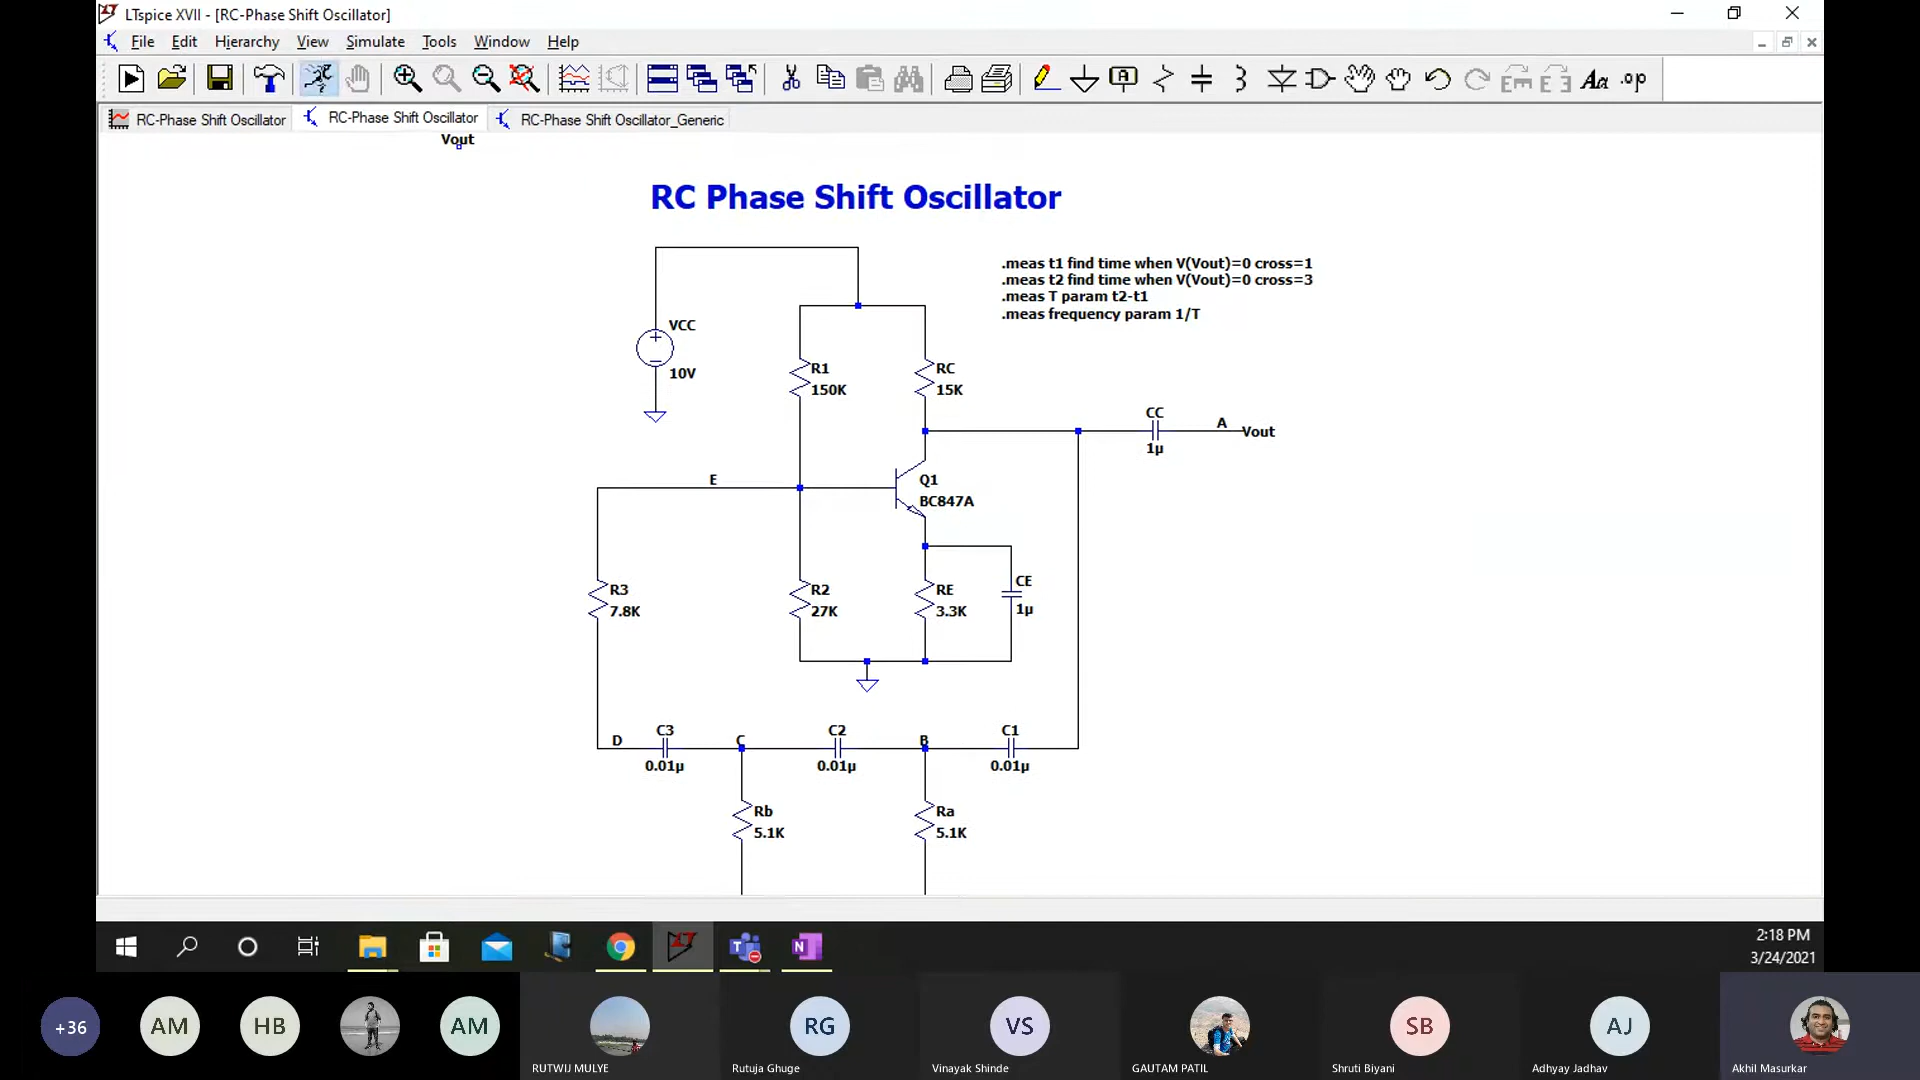 LTspice XVII - [RC-Phase Shift Oscillator]
File Edit Hierarchy View Simulate Tools Window Help
A
Aa .op
RC-Phase Shift Oscillator RC-Phase Shift Oscillator RC-Phase Shift Oscillator_Generic
Vout
RC Phase Shift Oscillator
.meas t1 find time when V(Vout)=0 cross=1
.meas t2 find time when V(Vout)=0 cross=3
.meas T param t2-t1
.meas frequency param 1/T
VCC
10V
R1
150K
RC
15K
CC
1µ
A
Vout
E
Q1
BC847A
R3
7.8K
R2
27K
RE
3.3K
CE
1µ
D
C3
0.01µ
C
C2
0.01µ
B
C1
0.01µ
Rb
5.1K
Ra
5.1K
T
N
2:18 PM
3/24/2021
+36
AM
HB
AM
RUTWIJ MULYE
RG
Rutuja Ghuge
VS
Vinayak Shinde
GAUTAM PATIL
SB
Shruti Biyani
AJ
Adhyay Jadhav
Akhil Masurkar